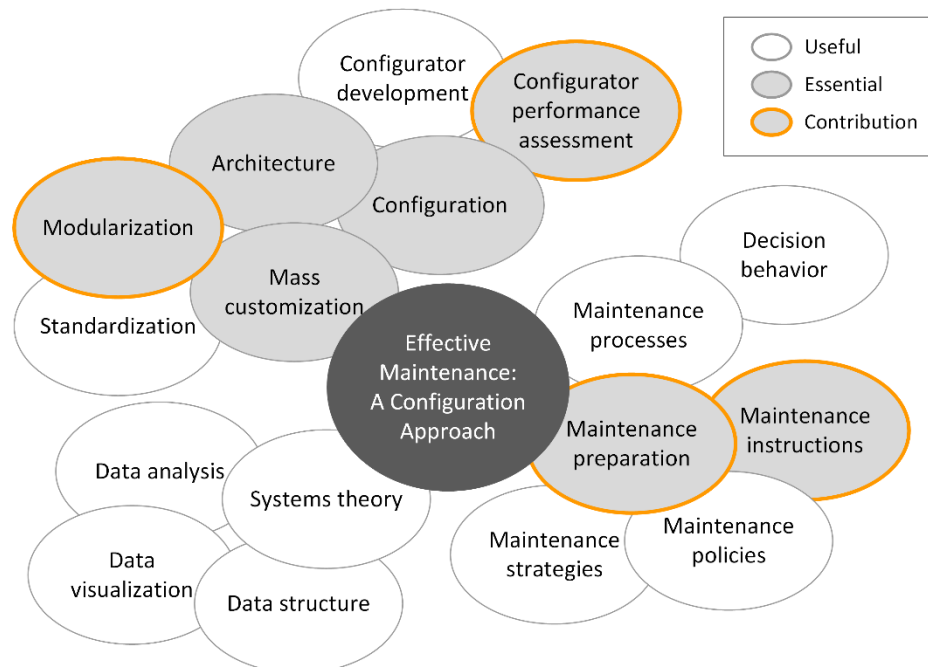 Configurator
development
Configurator
performance
assessment
Useful
Essential
Contribution
Architecture
Configuration
Modularization
Mass
customization
Standardization
Decision
behavior
Maintenance
processes
Effective
Maintenance:
A Configuration
Approach
Maintenance
preparation
Maintenance
instructions
Data analysis
Systems theory
Data
visualization
Data structure
Maintenance
strategies
Maintenance
policies